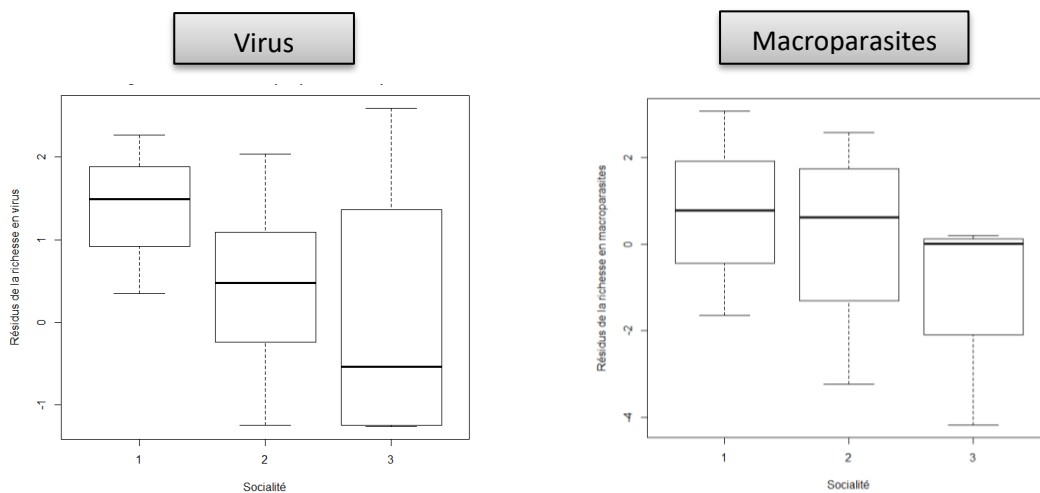 Virus
Résidus de la richesse en virus
2
1
0
-1
1 2 3
Socialité
Macroparasites
Résidus de la richesse en macroparasites
2
0
-2
-4
1 2 3
Socialité